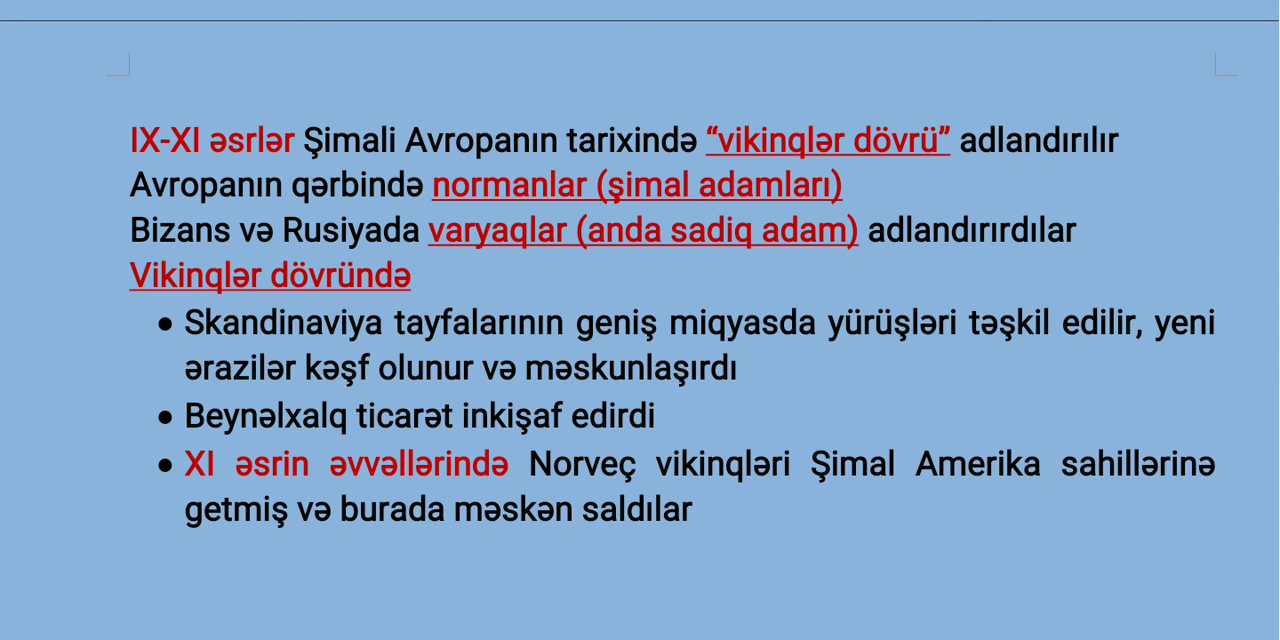 IX-XI əsrlər Şimali Avropanın tarixində “vikinqlər dövrü” adlandırılır
Avropanın qərbində normanlar (şimal adamları)
Bizans və Rusiyada varyaqlar (anda sadiq adam) adlandırırdılar
Vikinqlər dövründə
• Skandinaviya tayfalarının geniş miqyasda yürüşləri təşkil edilir, yeni
ərazilər kəşf olunur və məskunlaşırdı
• Beynəlxalq ticarət inkişaf edirdi
• XI əsrin əvvəllərində Norveç vikinqləri Şimal Amerika sahillərinə
getmiş və burada məskən saldılar